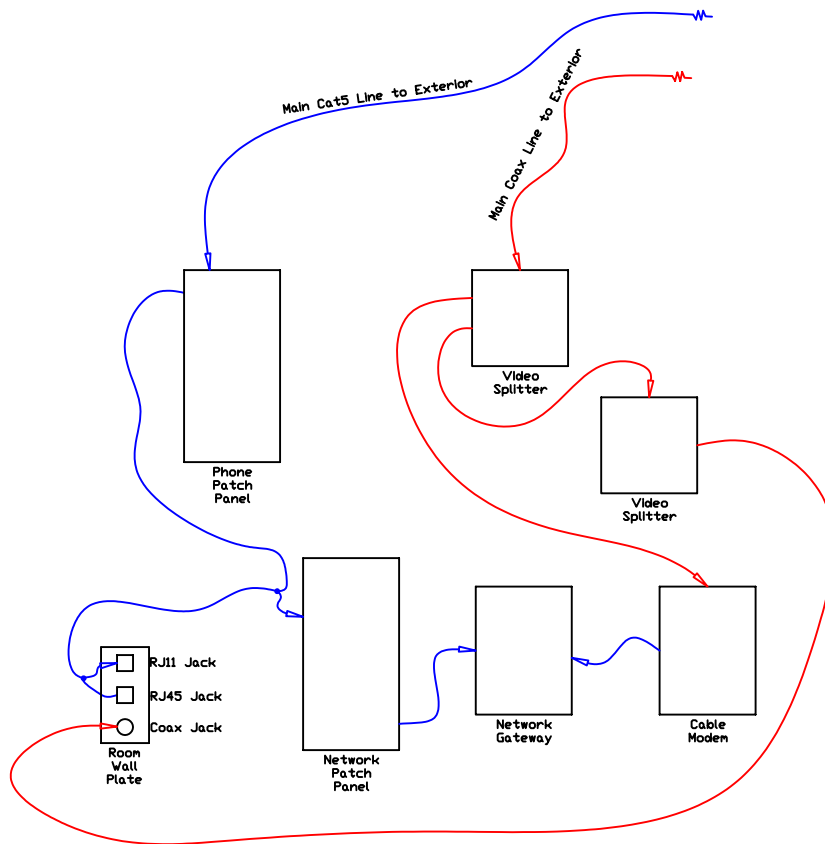 Main Cat5 Line to Exterior
Main Coax Line to Exterior
Video
Splitter
Phone
Patch
Panel
Video
Splitter
RJ11 Jack
RJ45 Jack
Coax Jack
Room
Wall
Plate
Network
Patch
Panel
Network
Gateway
Cable
Modem